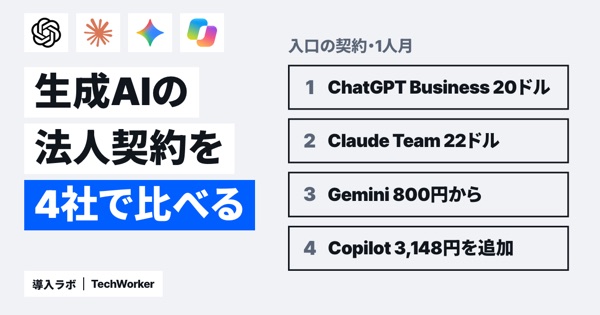 生成AIの
法人契約を
4社で比べる
導入ラボ | TechWorker
入口の契約・1人月
1 ChatGPT Business 20ドル
2 Claude Team 22ドル
3 Gemini 800円から
4 Copilot 3,148円を追加